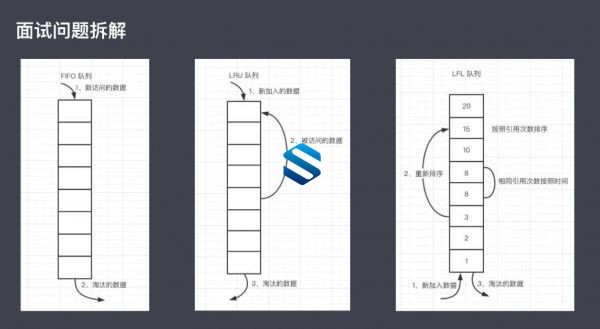 面试问题拆解
FIFO 队列
1、新访问的数据
2、淘汰的数据
LRU 队列
1、新加入的数据
2、被访问的数据
3、淘汰的数据
LFL 队列
20
15
按照引用次数排序
10
2、重新排序
8
相同引用次数按照时间
8
3
2
1
1、新加入数据
3、淘汰的数据